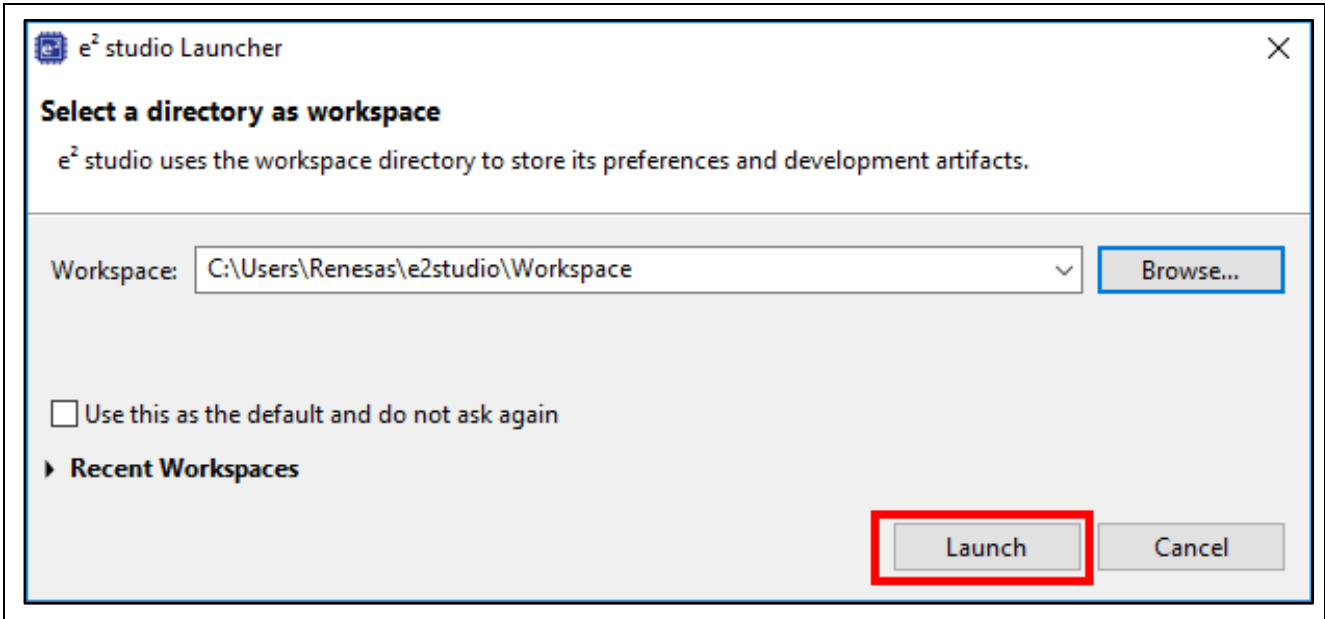 e² studio Launcher
Select a directory as workspace
e² studio uses the workspace directory to store its preferences and development artifacts.
Workspace: C:\Users\Renesas\e2studio\Workspace Browse...
Use this as the default and do not ask again
Recent Workspaces
Launch Cancel